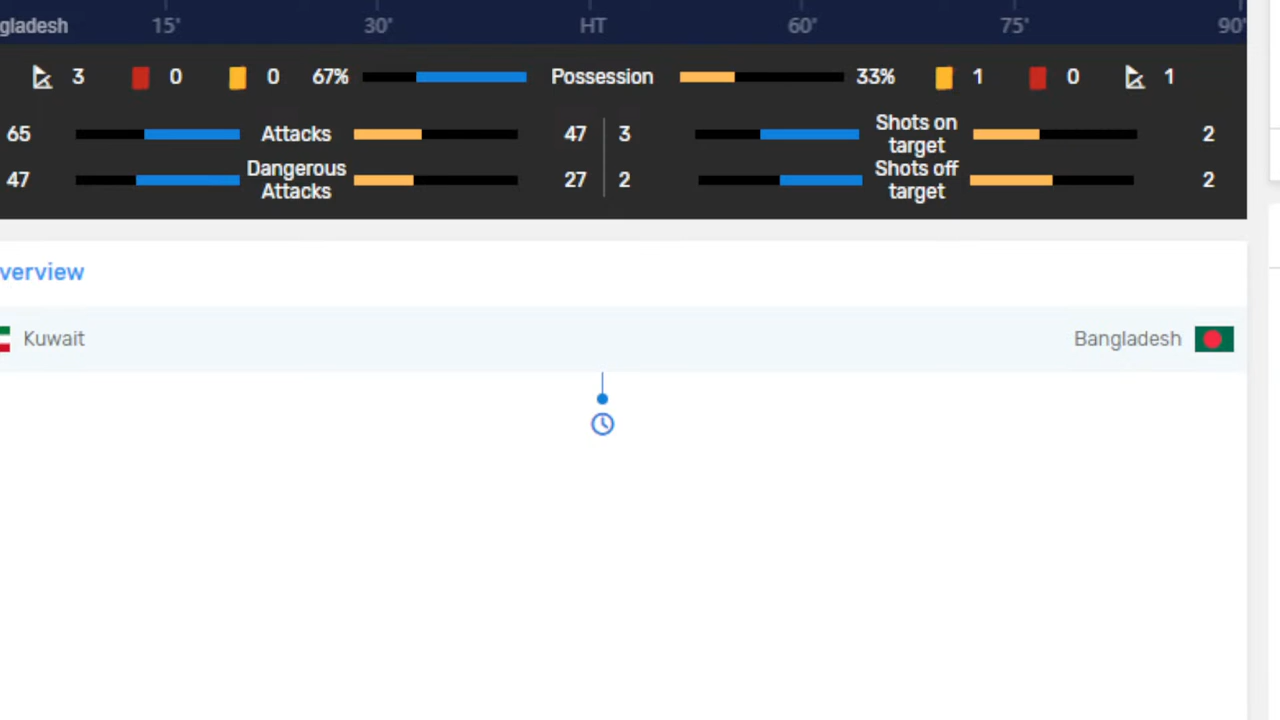 gladesh 15' 30' HT 60' 75' 90'
3 0 0 67% Possession 33% 1 0 1
65 Attacks 47 3 Shots on target 2
47 Dangerous Attacks 27 2 Shots off target 2
verview
Kuwait Bangladesh